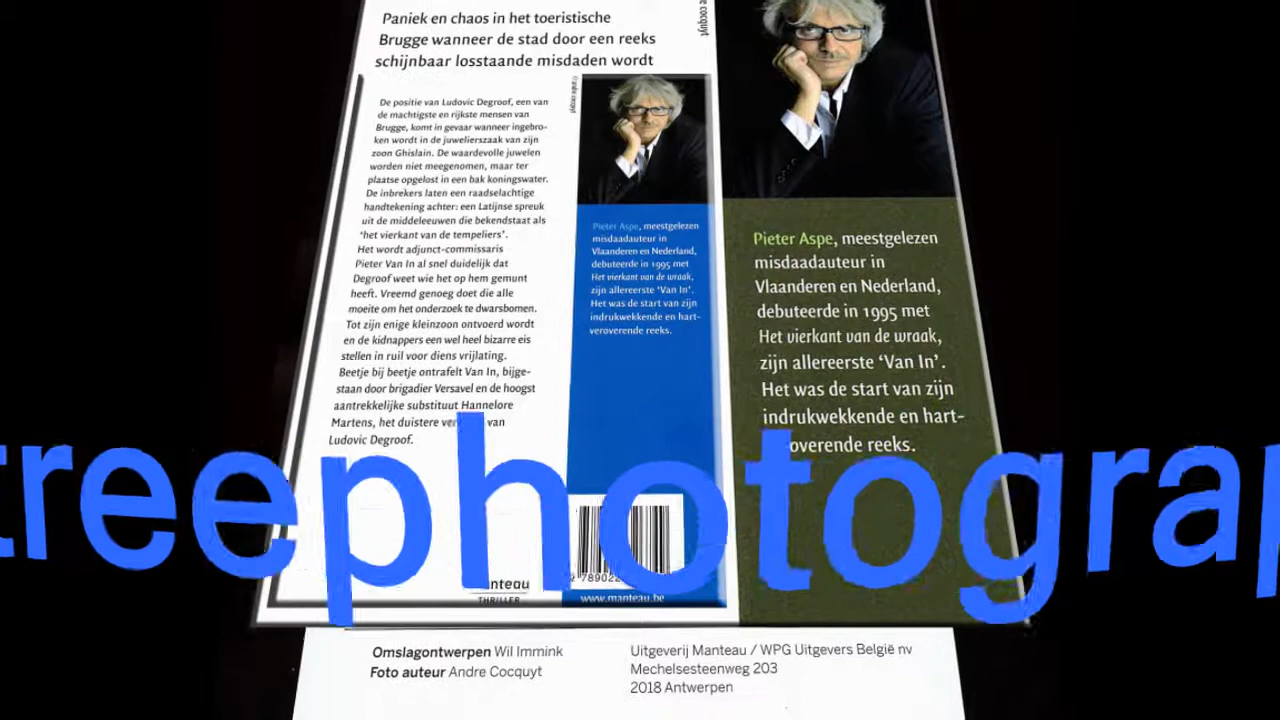 Paniek en chaos in het toeristische
Brugge wanneer de stad door een reeks
schijnbaar losstaande misdaden wordt
De positie van Ludovic Degroof, een van
de machtigste en rijkste mensen van
Brugge, komt in gevaar wanneer ingebro-
ken wordt in de juwelierszaak van zijn
zoon Ghislain. De waardevolle juwelen
worden niet meegenomen, maar ter
plaatse opgelost in een bak koningswater.
De inbrekers laten een raadselachtige
handtekening achter: een Latijnse spreuk
uit de middeleeuwen die bekendstaat als
‘het vierkant van de tempeliers’.
Het wordt adjunct-commissaris
Pieter Van In al snel duidelijk dat
Degroof weet wie het op hem gemunt
heeft. Vreemd genoeg doet die alle
moeite om het onderzoek te dwarsbomen.
Tot zijn enige kleinzoon ontvoerd wordt
en de kidnappers een wel heel bizarre eis
stellen in ruil voor diens vrijlating.
Beetje bij beetje ontrafelt Van In, bijge-
staan door brigadier Versavel en de hoogst
aantrekkelijke substituut Hannelore
Martens, het duistere van
Ludovic Degroof.
Pieter Aspe, meestgelezen
misdaadauteur in
Vlaanderen en Nederland,
debuteerde in 1995 met
Het vierkant van de wraak,
zijn allereerste ‘Van In’.
Het was de start van zijn
indrukwekkende en hart-
veroverende reeks.
Pieter Aspe, meestgelezen
misdaadauteur in
Vlaanderen en Nederland,
debuteerde in 1995 met
Het vierkant van de wraak,
zijn allereerste ‘Van In’.
Het was de start van zijn
indrukwekkende en hart-
overende reeks.
treephotograp
manteau
THRILLER
www.manteau.be
Omslagontwerpen Wil Immink
Foto auteur Andre Cocquyt
Uitgeverij Manteau / WPG Uitgevers België nv
Mechelsesteenweg 203
2018 Antwerpen